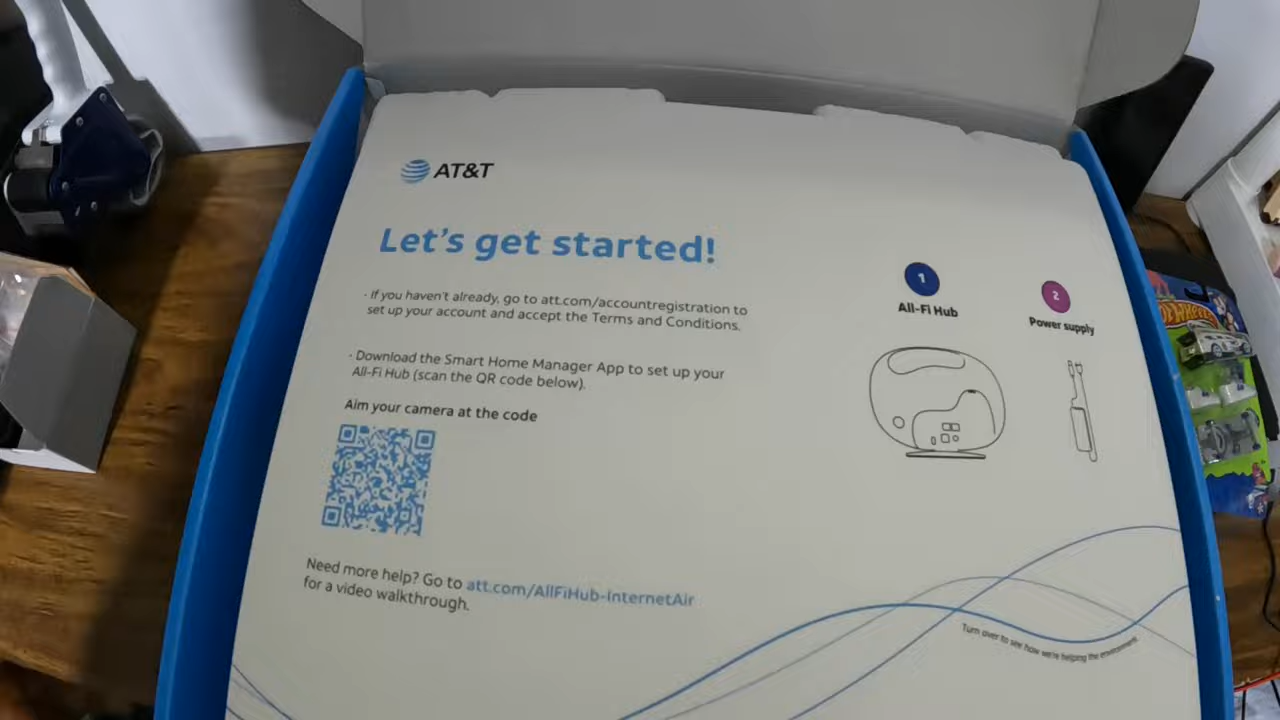 AT&T
Let's get started!
· If you haven't already, go to att.com/accountregistration to
set up your account and accept the Terms and Conditions.
· Download the Smart Home Manager App to set up your
All-Fi Hub (scan the QR code below).
Aim your camera at the code
Need more help? Go to att.com/AllFiHub-InternetAir
for a video walkthrough.
1
All-Fi Hub
2
Power supply
Turn over to see how we're helping the environment
HOT WHEELS